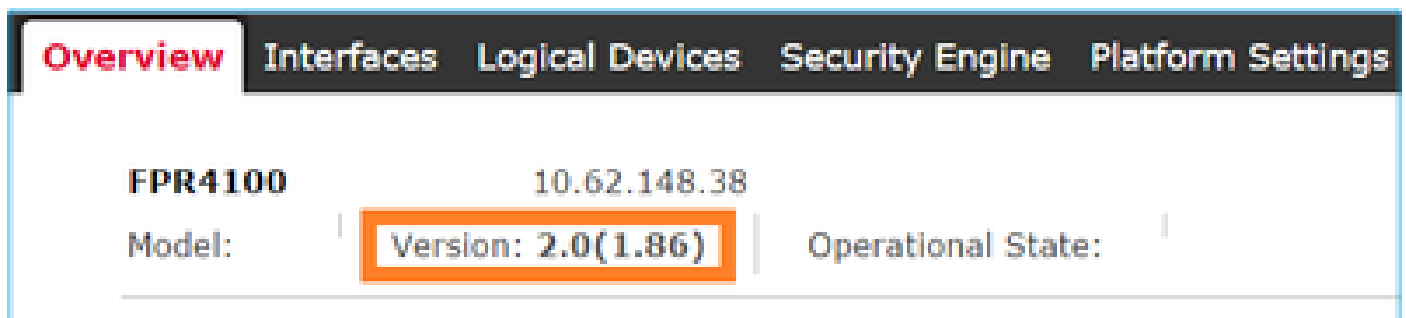 Overview Interfaces Logical Devices Security Engine Platform Settings
FPR4100 10.62.148.38
Model: Version: 2.0(1.86) Operational State: